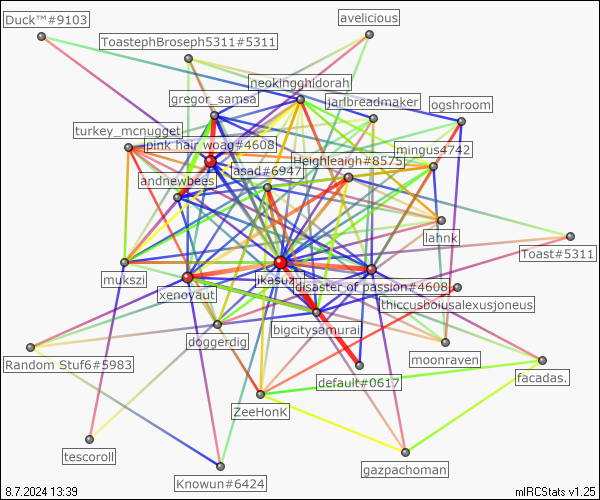 Duck™#9103
avelicious
ToastephBroseph5311#5311
neokingghidorah
gregor_samsa
jarlbreadmaker
ogshroom
turkey_mcnugget
pink hair woag#4608
mingus4742
Heighleaigh#8575
asad#6947
andnewbees
lahnk
Toast#5311
mukszi
ikasuz
disaster of passion#4608
xenoyaut
thiccusboiusalexusjoneus
bigcitysamurai
doggerdig
moonraven
Random Stuf6#5983
facadas.
default#0617
ZeeHonK
tescoroll
gazpachoman
Knowun#6424
8.7.2024 13:39
mIRCStats v1.25